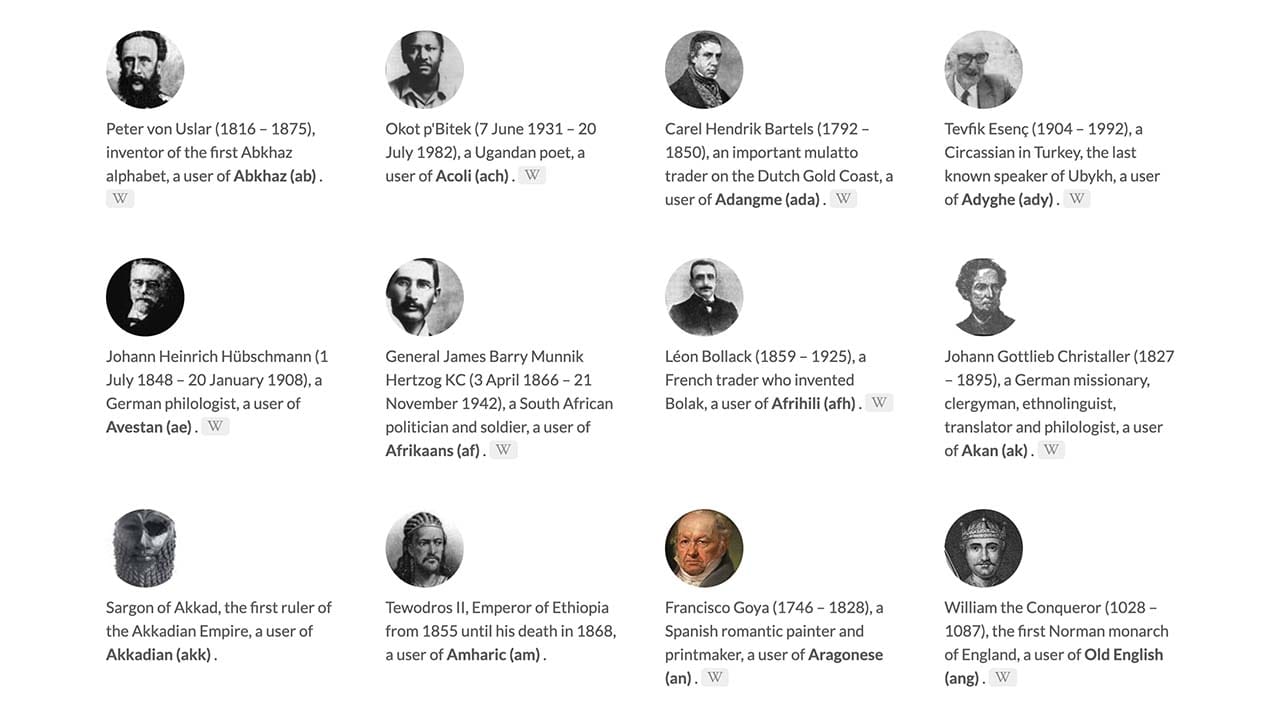 Peter von Uslar (1816 – 1875),
inventor of the first Abkhaz
alphabet, a user of Abkhaz (ab) .
W
Okot p'Bitek (7 June 1931 – 20
July 1982), a Ugandan poet, a
user of Acoli (ach) . W
Carel Hendrik Bartels (1792 –
1850), an important mulatto
trader on the Dutch Gold Coast, a
user of Adangme (ada) . W
Tevfik Esenç (1904 – 1992), a
Circassian in Turkey, the last
known speaker of Ubykh, a user
of Adyghe (ady) . W
Johann Heinrich Hübschmann (1
July 1848 – 20 January 1908), a
German philologist, a user of
Avestan (ae) . W
General James Barry Munnik
Hertzog KC (3 April 1866 – 21
November 1942), a South African
politician and soldier, a user of
Afrikaans (af) . W
Léon Bollack (1859 – 1925), a
French trader who invented
Bolak, a user of Afrihili (afh) . W
Johann Gottlieb Christaller (1827
– 1895), a German missionary,
clergyman, ethnolinguist,
translator and philologist, a user
of Akan (ak) . W
Sargon of Akkad, the first ruler of
the Akkadian Empire, a user of
Akkadian (akk) .
Tewodros II, Emperor of Ethiopia
from 1855 until his death in 1868,
a user of Amharic (am) .
Francisco Goya (1746 – 1828), a
Spanish romantic painter and
printmaker, a user of Aragonese
(an) . W
William the Conqueror (1028 –
1087), the first Norman monarch
of England, a user of Old English
(ang) . W